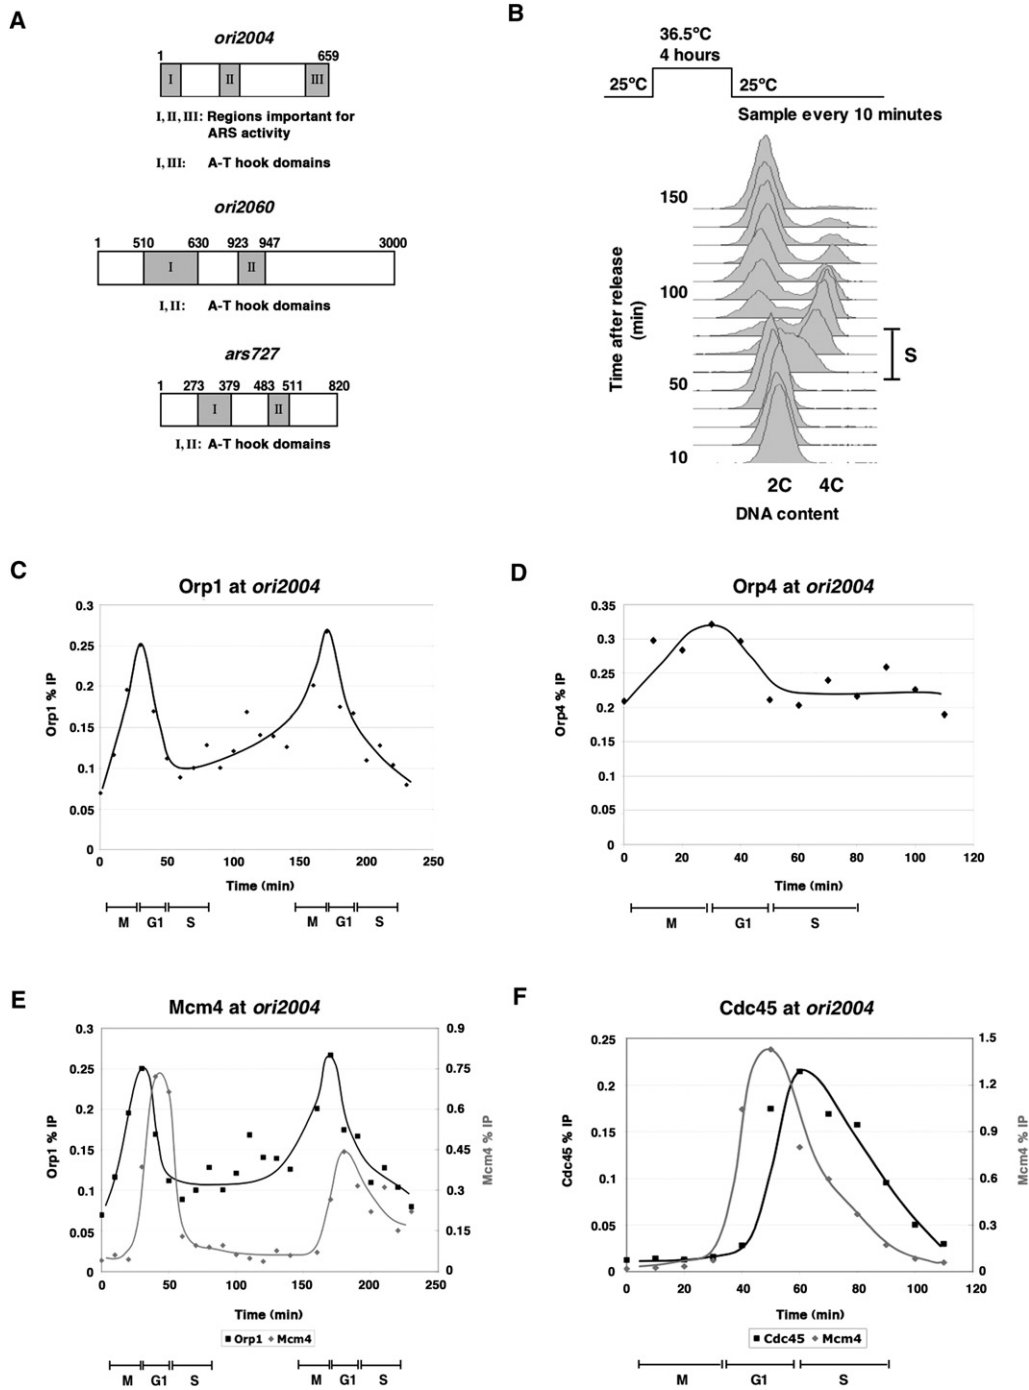 A
ori2004
1 659
I II III
I, II, III: Regions important for
ARS activity
I, III: A-T hook domains
ori2060
1 510 630 923 947 3000
I II
I, II: A-T hook domains
ars727
1 273 379 483 511 820
I II
I, II: A-T hook domains
B
36.5°C
4 hours
25°C 25°C
Sample every 10 minutes
Time after release
(min)
150
100
50
10
S
2C 4C
DNA content
C
Orp1 at ori2004
Orp1 % IP
0.3
0.25
0.2
0.15
0.1
0.05
0
0 50 100 150 200 250
Time (min)
M G1 S M G1 S
D
Orp4 at ori2004
Orp4 % IP
0.35
0.3
0.25
0.2
0.15
0.1
0.05
0
0 20 40 60 80 100 120
Time (min)
M G1 S
E
Mcm4 at ori2004
Orp1 % IP
0.3
0.25
0.2
0.15
0.1
0.05
0
0.9
0.75
0.6
0.45
0.3
0.15
0
Mcm4 % IP
0 50 100 150 200 250
Time (min)
Orp1 Mcm4
M G1 S M G1 S
F
Cdc45 at ori2004
Cdc45 % IP
0.25
0.2
0.15
0.1
0.05
0
1.5
1.2
0.9
0.6
0.3
0
Mcm4 % IP
0 20 40 60 80 100 120
Time (min)
Cdc45 Mcm4
M G1 S